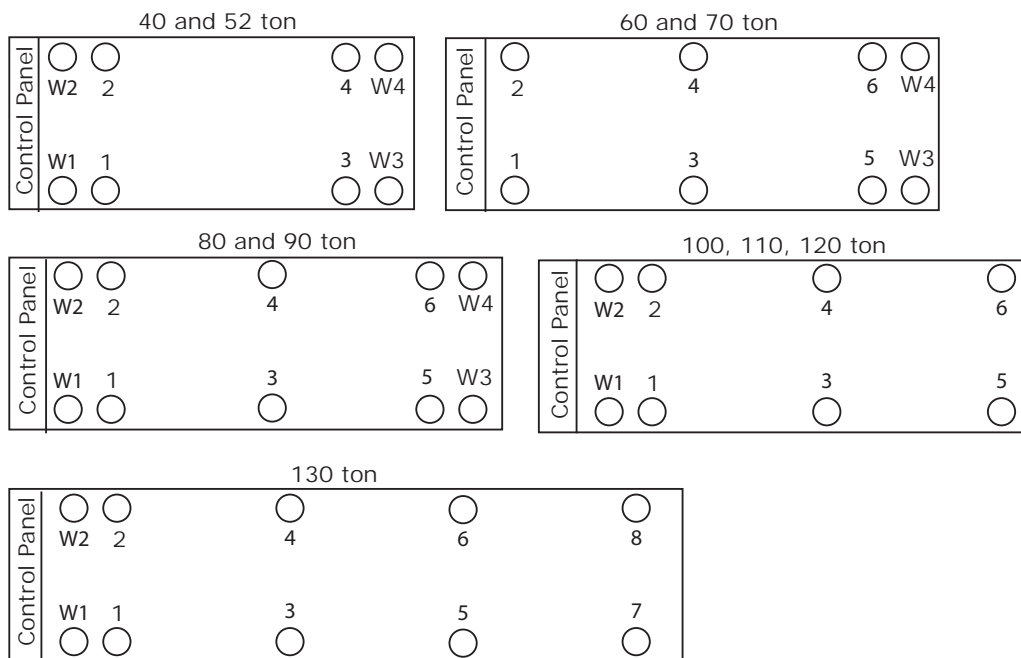 40 and 52 ton
Control Panel
W2 2 4 W4
W1 1 3 W3
60 and 70 ton
Control Panel
2 4 6 W4
1 3 5 W3
80 and 90 ton
Control Panel
W2 2 4 6 W4
W1 1 3 5 W3
100, 110, 120 ton
Control Panel
W2 2 4 6
W1 1 3 5
130 ton
Control Panel
W2 2 4 6 8
W1 1 3 5 7